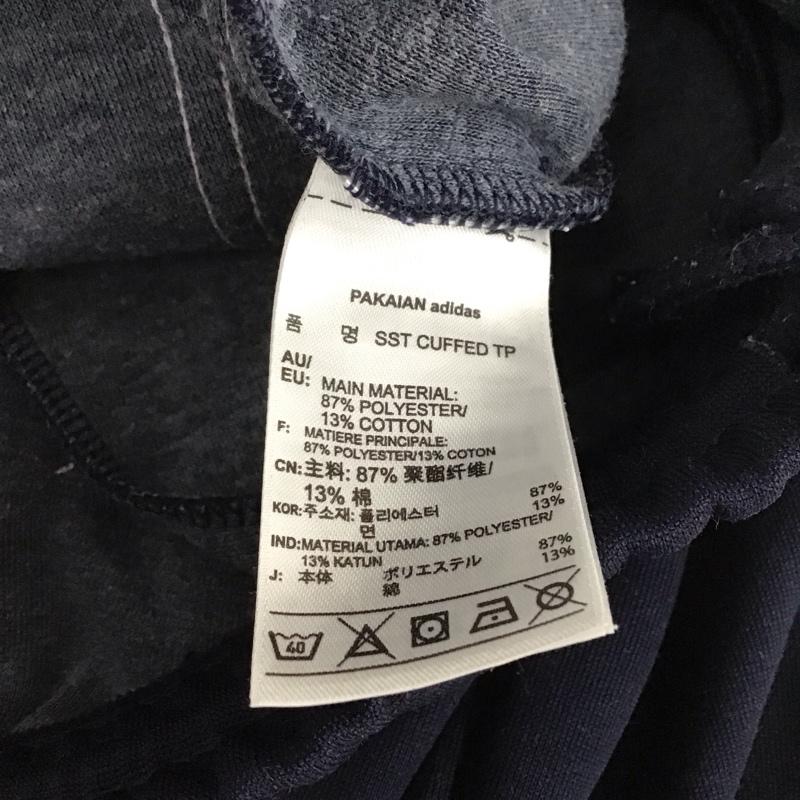 PAKAIAN adidas
품 명 SST CUFFED TP
AU/
EU: MAIN MATERIAL:
87% POLYESTER/
13% COTTON
F: MATIERE PRINCIPALE:
87% POLYESTER/13% COTON
CN:主料: 87% 聚酯纤维/
13% 棉
KOR:주소재: 폴리에스터 87%
면 13%
IND:MATERIAL UTAMA: 87% POLYESTER/
13% KATUN
J: 本体 ポリエステル 87%
綿 13%
40